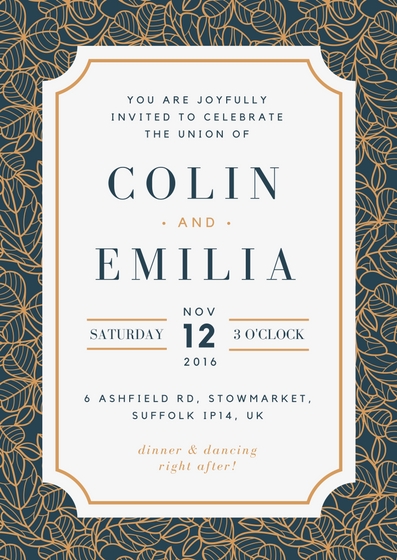 YOU ARE JOYFULLY
INVITED TO CELEBRATE
THE UNION OF
COLIN
• AND •
EMILIA
NOV
SATURDAY 12 3 O'CLOCK
2016
6 ASHFIELD RD, STOWMARKET,
SUFFOLK IP14, UK
dinner & dancing
right after!